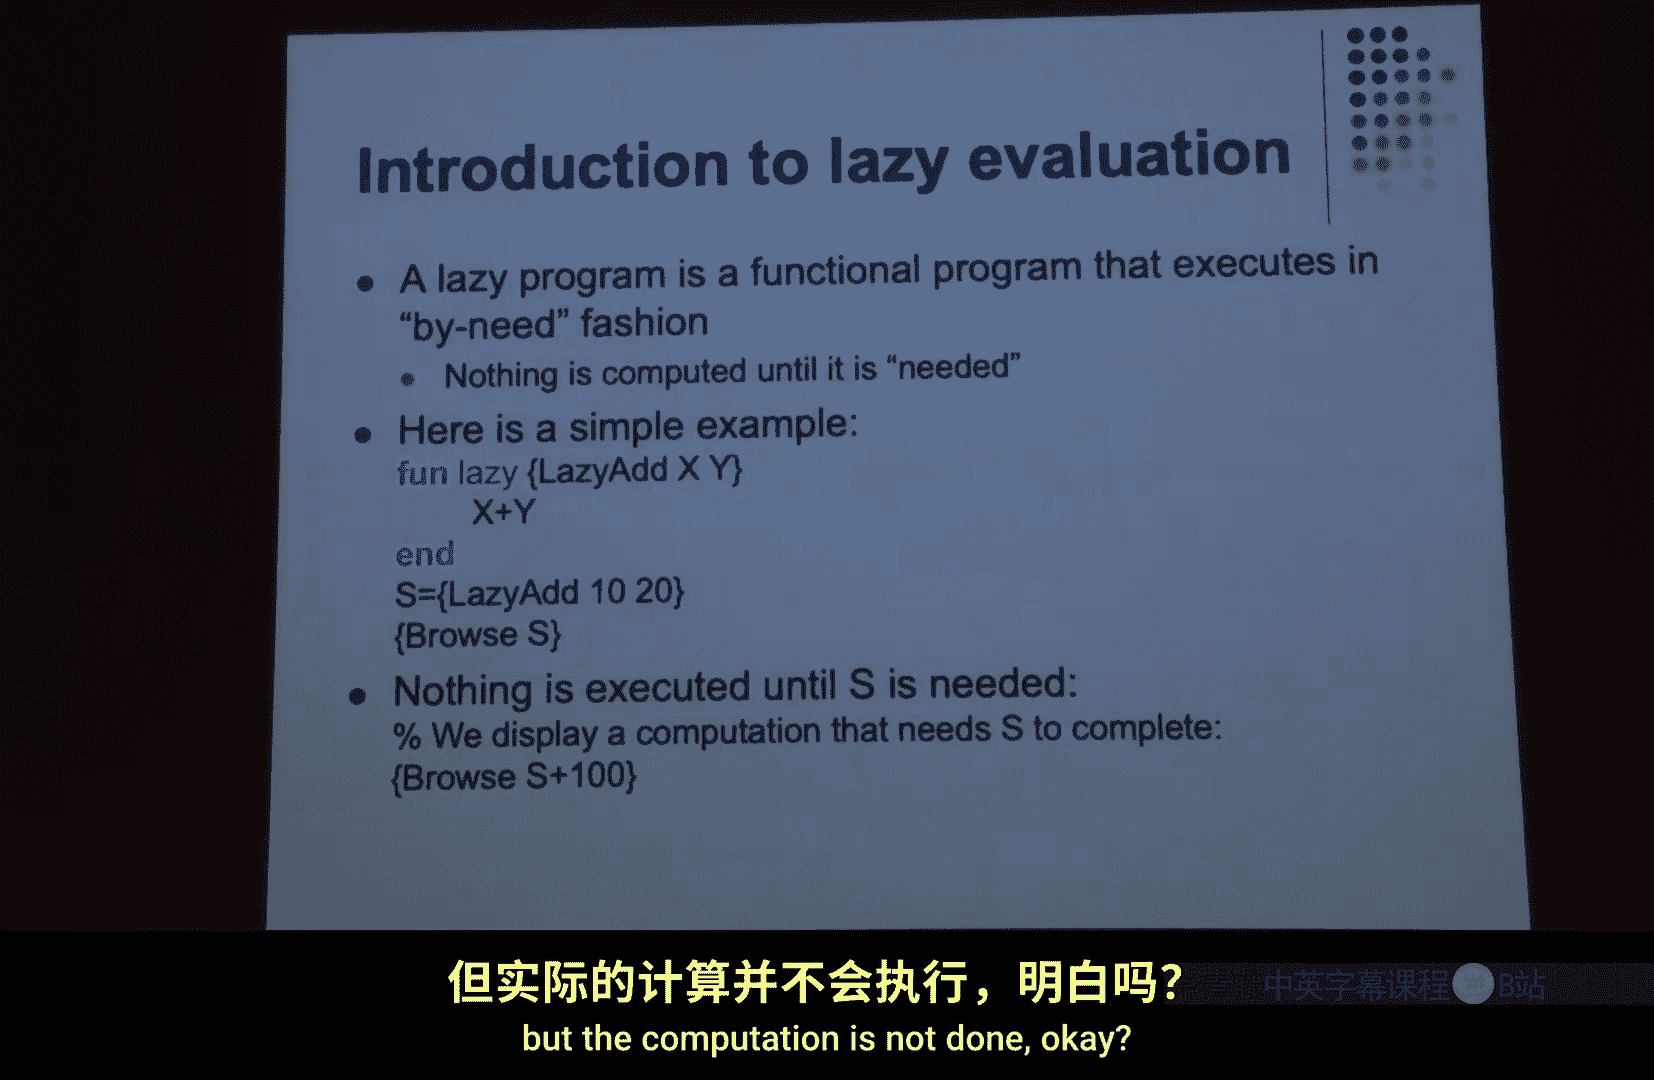 Introduction to lazy evaluation
A lazy program is a functional program that executes in
“by-need” fashion
Nothing is computed until it is “needed”
Here is a simple example:
fun lazy {LazyAdd X Y}
X+Y
end
S={LazyAdd 10 20}
{Browse S}
Nothing is executed until S is needed:
% We display a computation that needs S to complete:
{Browse S+100}
但实际的计算并不会执行，明白吗？
中英字幕课程 B站
but the computation is not done, okay?